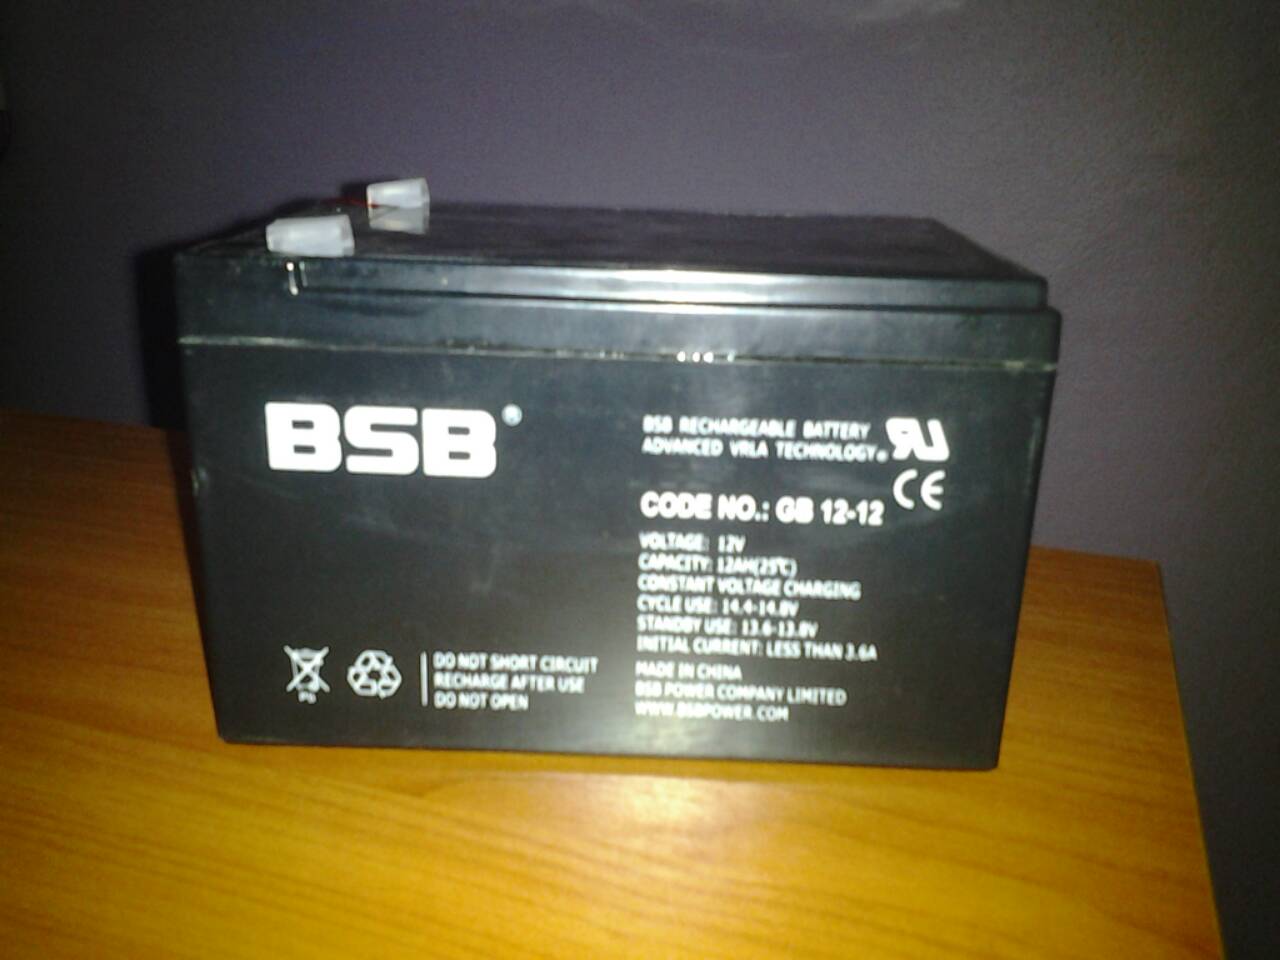 BSB®
BSB RECHARGEABLE BATTERY
ADVANCED VRLA TECHNOLOGY®
CE
CODE NO.: GB 12-12
VOLTAGE: 12V
CAPACITY: 12AH(25℃)
CONSTANT VOLTAGE CHARGING
CYCLE USE: 14.4-14.8V
STANDBY USE: 13.6-13.8V
INITIAL CURRENT: LESS THAN 3.6A
MADE IN CHINA
BSB POWER COMPANY LIMITED
WWW.BSBPOWER.COM
Pb
DO NOT SHORT CIRCUIT
RECHARGE AFTER USE
DO NOT OPEN